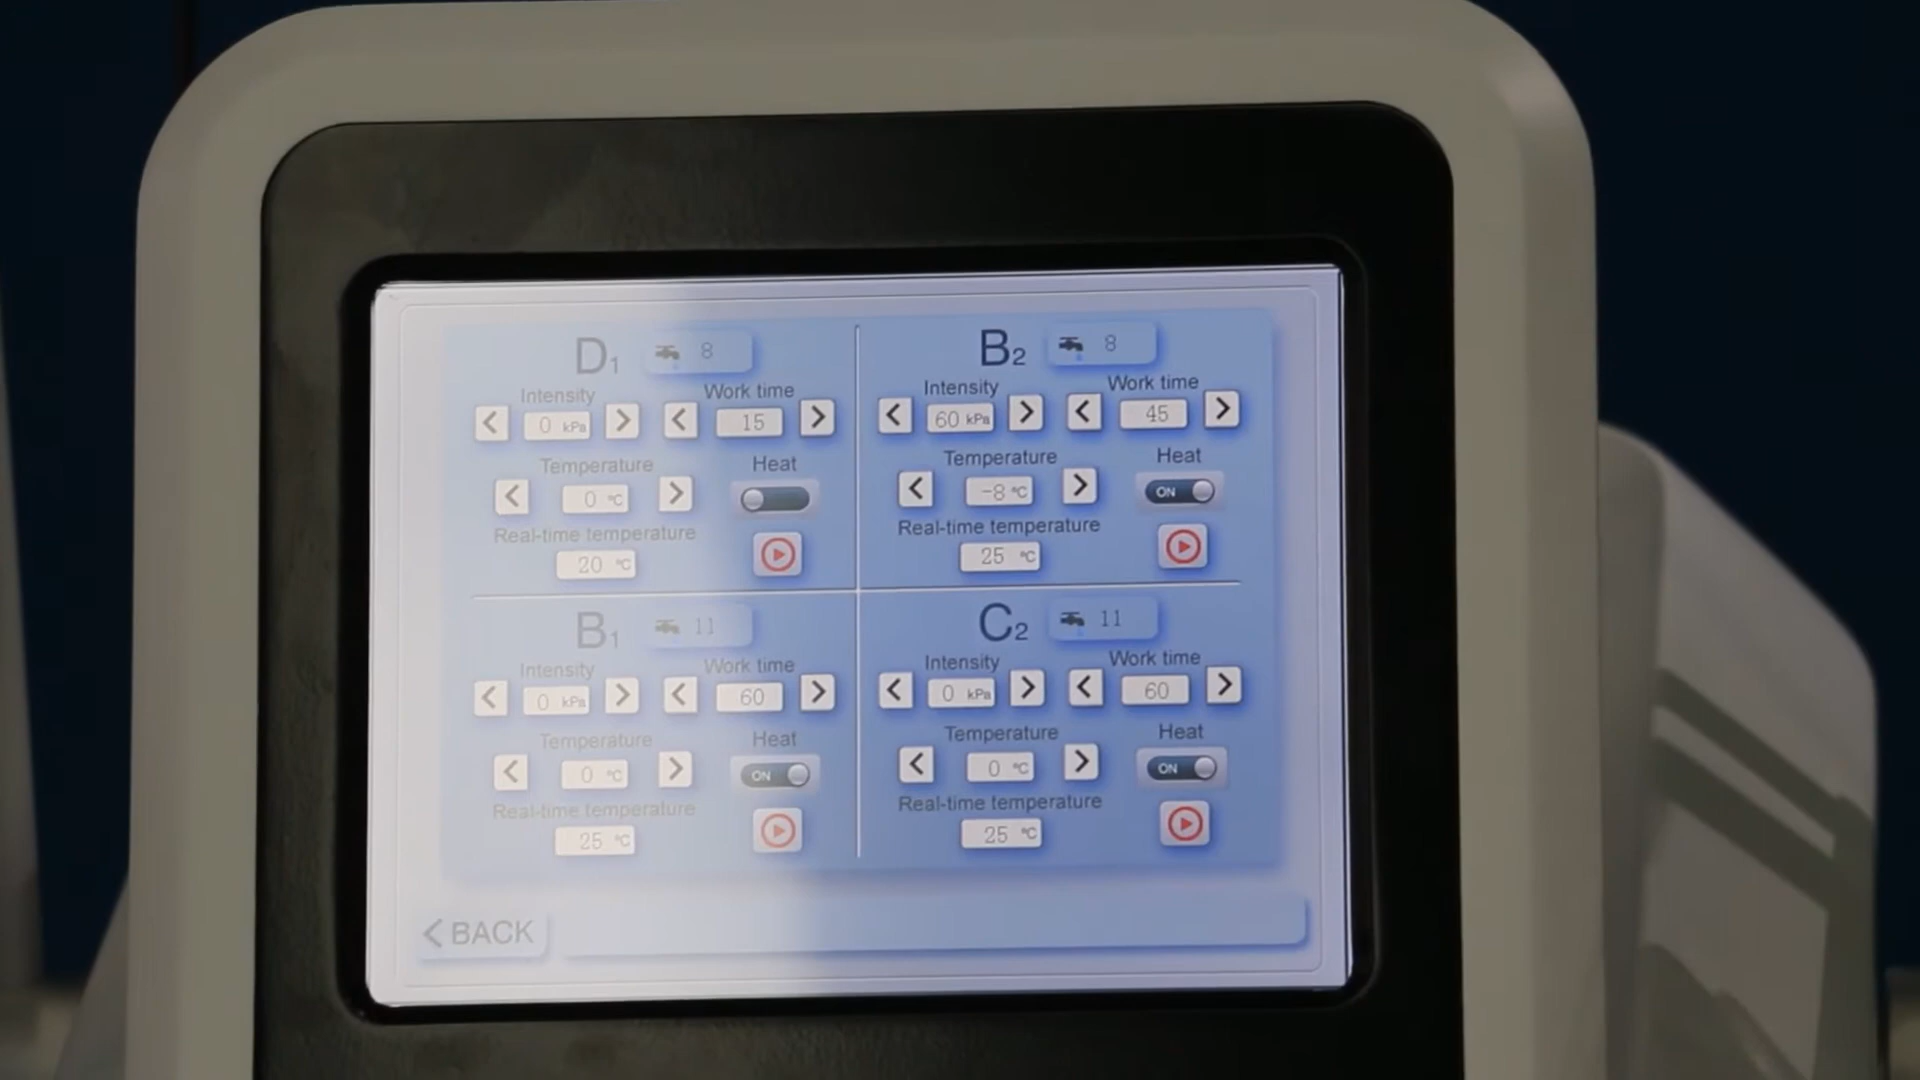 D1 8
Intensity Work time
0 kPa 15
Temperature Heat
0 °C
Real-time temperature
20 °C
B2 8
Intensity Work time
60 kPa 45
Temperature Heat
-8 °C ON
Real-time temperature
25 °C
B1 11
Intensity Work time
0 kPa 60
Temperature Heat
0 °C ON
Real-time temperature
25 °C
C2 11
Intensity Work time
0 kPa 60
Temperature Heat
0 °C ON
Real-time temperature
25 °C
BACK